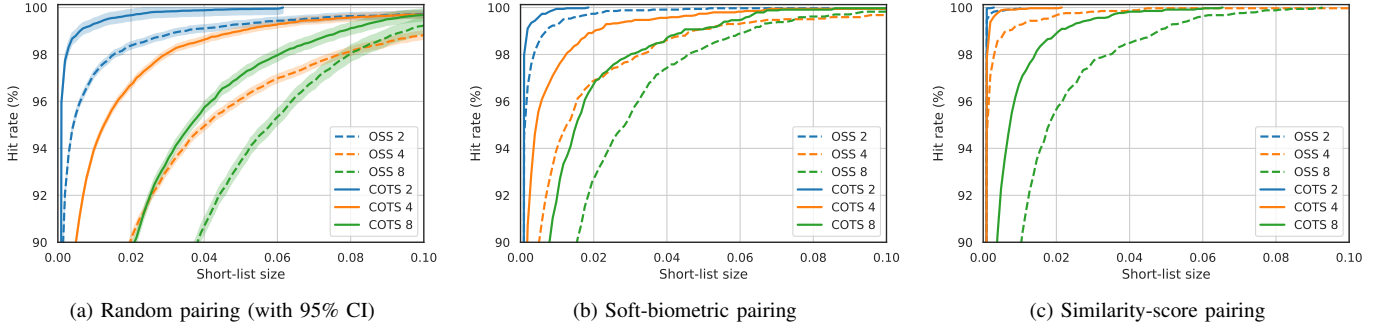 100
98
96
94
92
90
Hit rate (%)
0.00 0.02 0.04 0.06 0.08 0.10
Short-list size
OSS 2
OSS 4
OSS 8
COTS 2
COTS 4
COTS 8
(a) Random pairing (with 95% CI)
100
98
96
94
92
90
Hit rate (%)
0.00 0.02 0.04 0.06 0.08 0.10
Short-list size
OSS 2
OSS 4
OSS 8
COTS 2
COTS 4
COTS 8
(b) Soft-biometric pairing
100
98
96
94
92
90
Hit rate (%)
0.00 0.02 0.04 0.06 0.08 0.10
Short-list size
OSS 2
OSS 4
OSS 8
COTS 2
COTS 4
COTS 8
(c) Similarity-score pairing